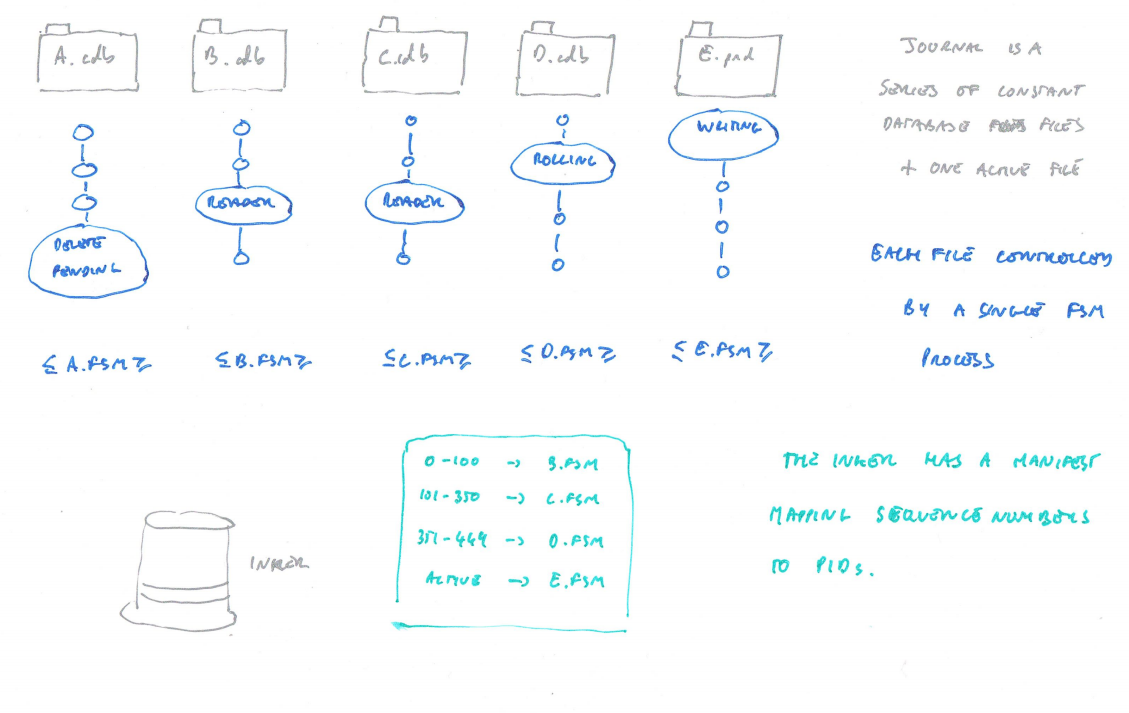 A.cdb
B.cdb
C.cdb
D.cdb
E.pnd
JOURNAL IS A
SERIES OF CONSTANT
DATABASE FILES
+ ONE ACTIVE FILE
DELETE
PENDING
READER
READER
ROLLING
WRITING
EACH FILE CONTROLLED
BY A SINGLE FSM
PROCESS
≤ A.FSM ≥
≤ B.FSM ≥
≤ C.FSM ≥
≤ D.FSM ≥
≤ E.FSM ≥
0-100 -> B.FSM
101-350 -> C.FSM
351-449 -> D.FSM
ACTIVE -> E.FSM
INKER
THE INKER HAS A MANIFEST
MAPPING SEQUENCE NUMBERS
TO PIDs.